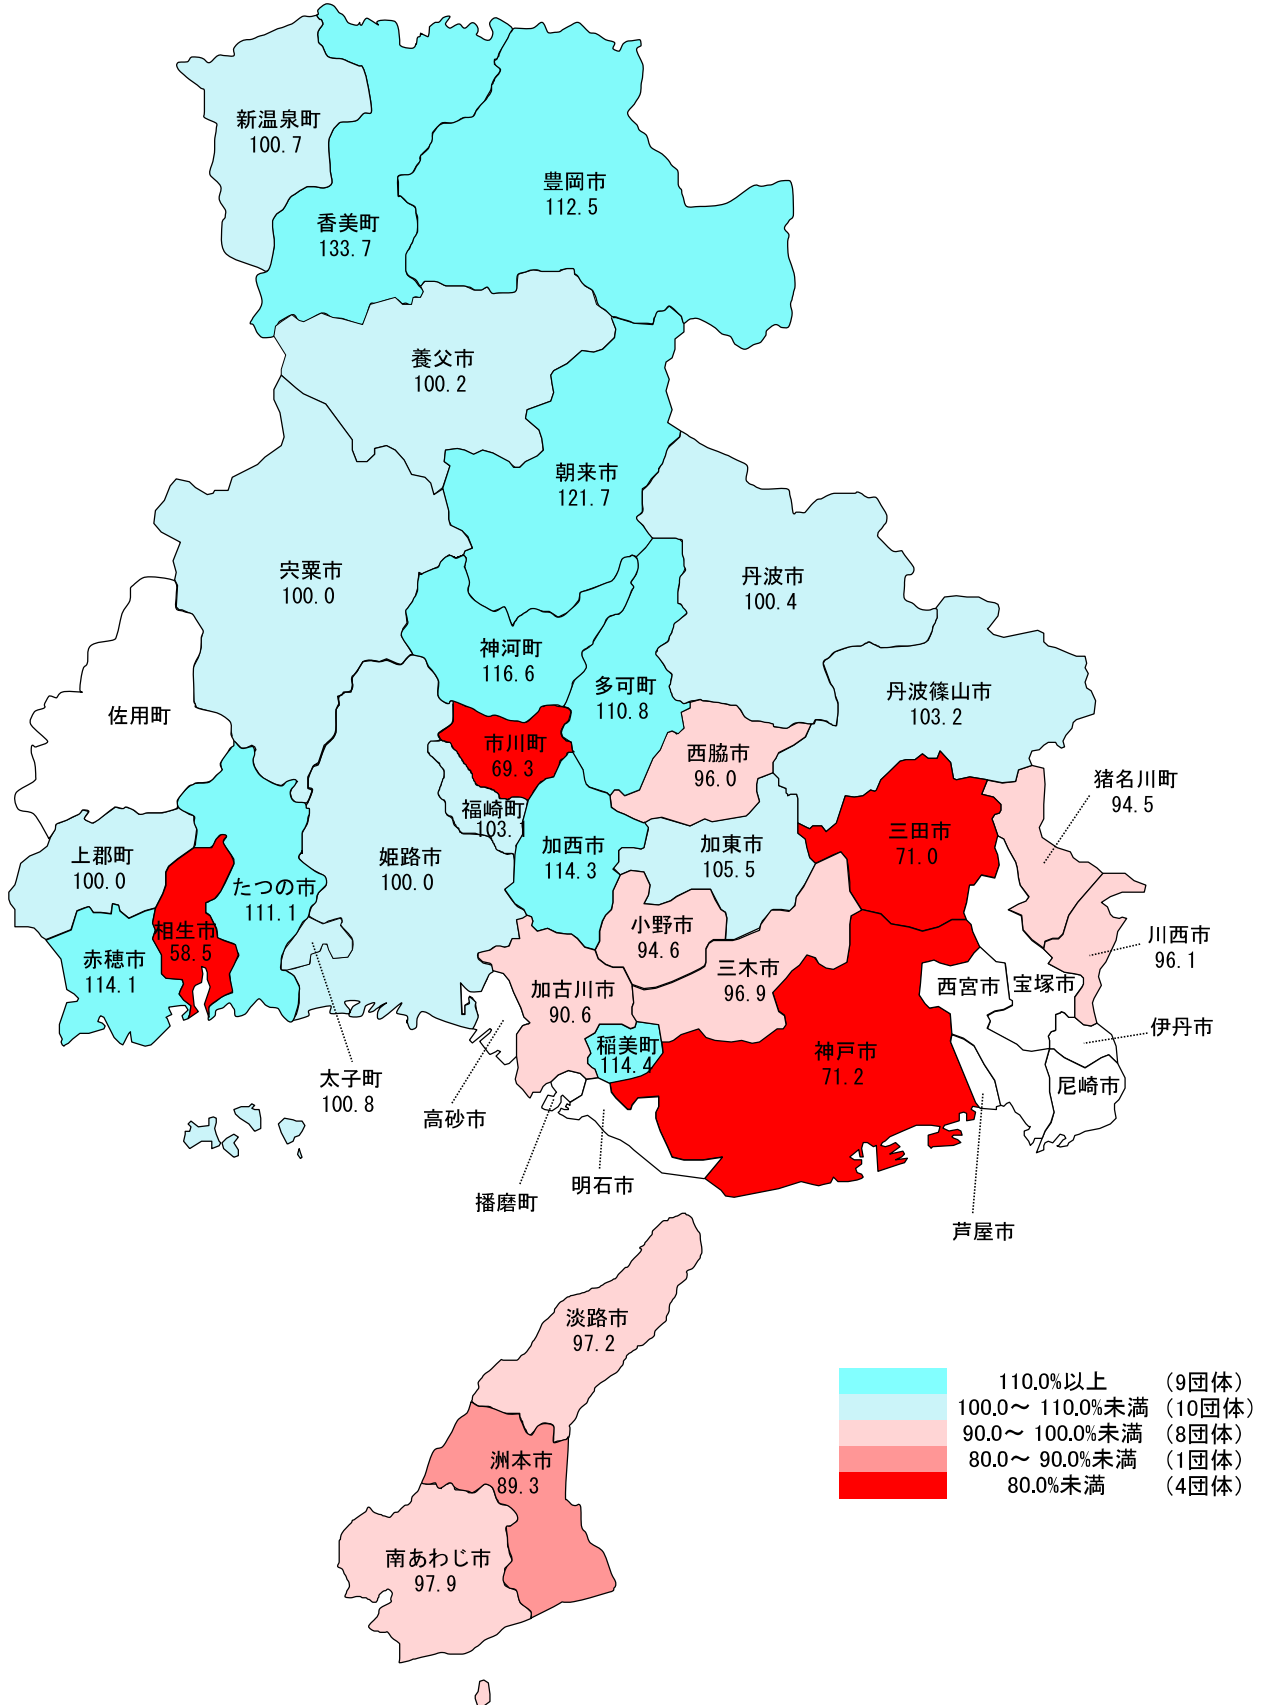 新温泉町
100.7
香美町
133.7
豊岡市
112.5
養父市
100.2
朝来市
121.7
宍粟市
100.0
丹波市
100.4
神河町
116.6
多可町
110.8
丹波篠山市
103.2
佐用町
市川町
69.3
西脇市
96.0
猪名川町
94.5
福崎町
103.1
三田市
71.0
上郡町
100.0
姫路市
100.0
加西市
114.3
加東市
105.5
たつの市
111.1
相生市
58.5
小野市
94.6
川西市
96.1
赤穂市
114.1
三木市
96.9
加古川市
90.6
西宮市
宝塚市
伊丹市
稲美町
114.4
神戸市
71.2
尼崎市
太子町
100.8
高砂市
播磨町
明石市
芦屋市
淡路市
97.2
洲本市
89.3
南あわじ市
97.9
110.0%以上 （9団体）
100.0～ 110.0%未満 （10団体）
90.0～ 100.0%未満 （8団体）
80.0～ 90.0%未満 （1団体）
80.0%未満 （4団体）